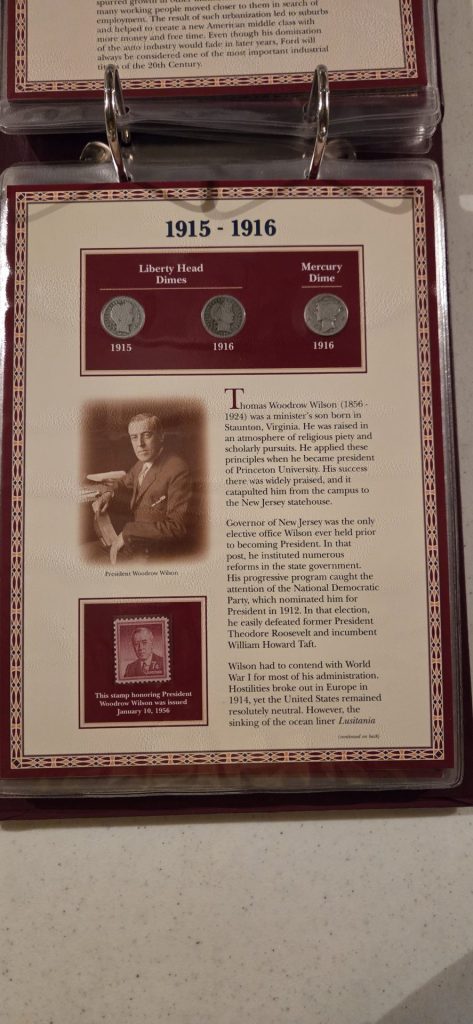 many working people moved closer to them in search of
employment. The result of such urbanization led to suburbs
and helped to create a new American middle class with
more money and free time. Even though his domination
of the auto industry would fade in later years, Ford will
always be considered one of the most important industrial
of the 20th Century.
1915 - 1916
Liberty Head
Dimes
Mercury
Dime
1915
1916
1916
President Woodrow Wilson
7¢
This stamp honoring President
Woodrow Wilson was issued
January 10, 1956
Thomas Woodrow Wilson (1856 -
1924) was a minister's son born in
Staunton, Virginia. He was raised in
an atmosphere of religious piety and
scholarly pursuits. He applied these
principles when he became president
of Princeton University. His success
there was widely praised, and it
catapulted him from the campus to
the New Jersey statehouse.
Governor of New Jersey was the only
elective office Wilson ever held prior
to becoming President. In that
post, he instituted numerous
reforms in the state government.
His progressive program caught the
attention of the National Democratic
Party, which nominated him for
President in 1912. In that election,
he easily defeated former President
Theodore Roosevelt and incumbent
William Howard Taft.
Wilson had to contend with World
War I for most of his administration.
Hostilities broke out in Europe in
1914, yet the United States remained
resolutely neutral. However, the
sinking of the ocean liner Lusitania
(continued on back)